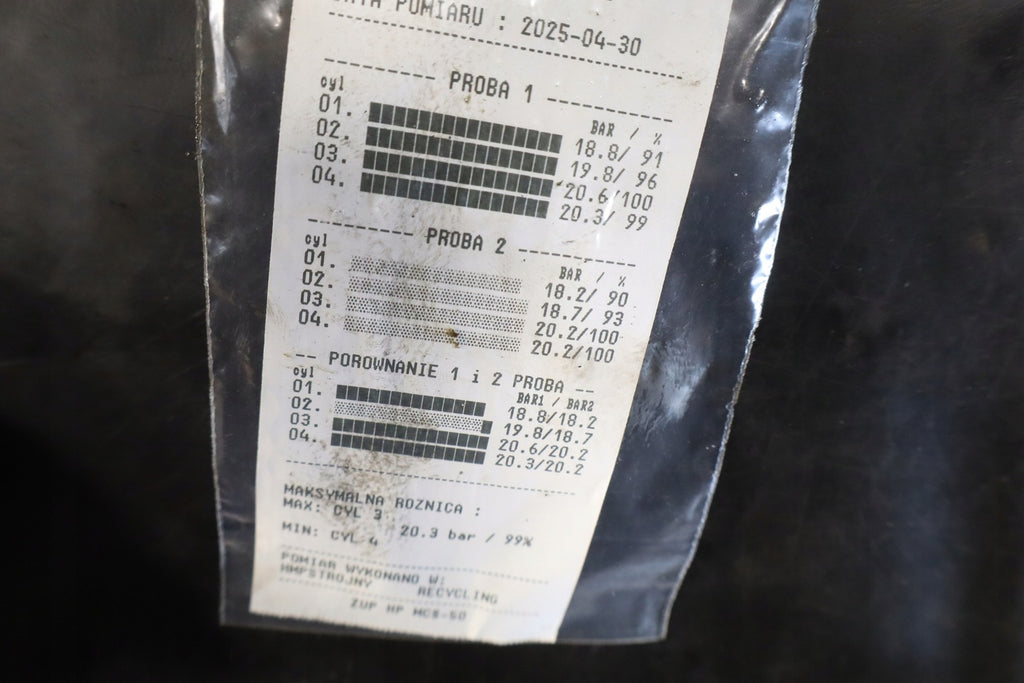 DATA POMIARU : 2025-04-30
PROBA 1
cyl BAR / %
01. 18.8/ 91
02. 19.8/ 96
03. 20.6/100
04. 20.3/ 99
PROBA 2
cyl BAR / %
01. 18.2/ 90
02. 18.7/ 93
03. 20.2/100
04. 20.2/100
-- POROWNANIE 1 i 2 PROBA --
cyl BAR1 / BAR2
01. 18.8/18.2
02. 19.8/18.7
03. 20.6/20.2
04. 20.3/20.2
MAKSYMALNA ROZNICA :
MAX: CYL 3
MIN: CYL 4 20.3 bar / 99%
POMIAR WYKONANO W:
HMPSTROJNY RECYCLING
ZUP HP